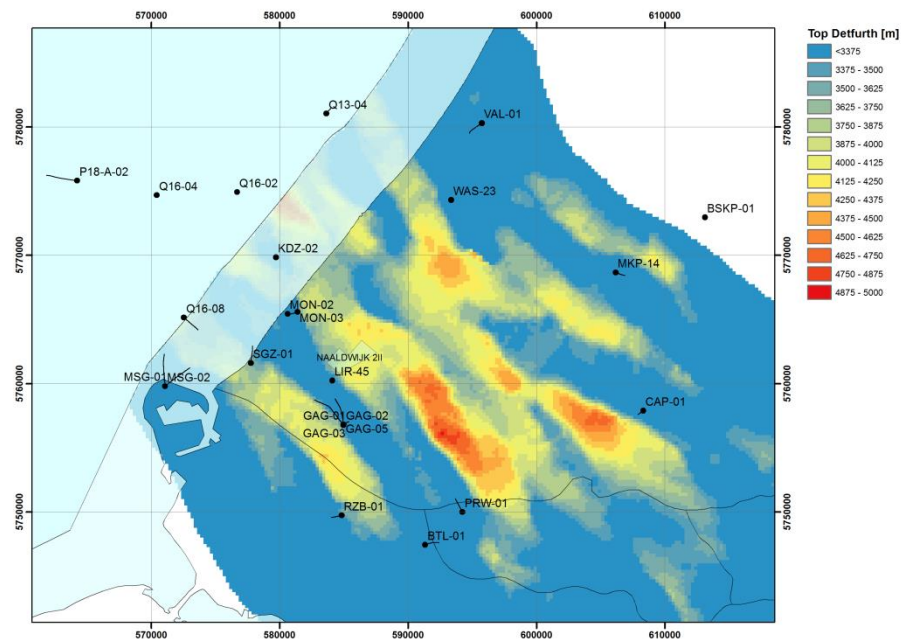 570000 580000 590000 600000 610000
Top Detfurth [m]
<3375
3375 - 3500
3500 - 3625
3625 - 3750
3750 - 3875
3875 - 4000
4000 - 4125
4125 - 4250
4250 - 4375
4375 - 4500
4500 - 4625
4625 - 4750
4750 - 4875
4875 - 5000
Q13-04
VAL-01
5780000 5780000
P18-A-02
Q16-04
Q16-02
WAS-23
BSKP-01
KDZ-02
5770000 5770000
MKP-14
Q16-08
MON-02
MON-03
SGZ-01
NAALDWIJK 2II
LIR-45
MSG-01 MSG-02
5760000 5760000
CAP-01
GAG-01 GAG-02
GAG-03 GAG-05
RZB-01
PRW-01
5750000 5750000
BTL-01
570000 580000 590000 600000 610000